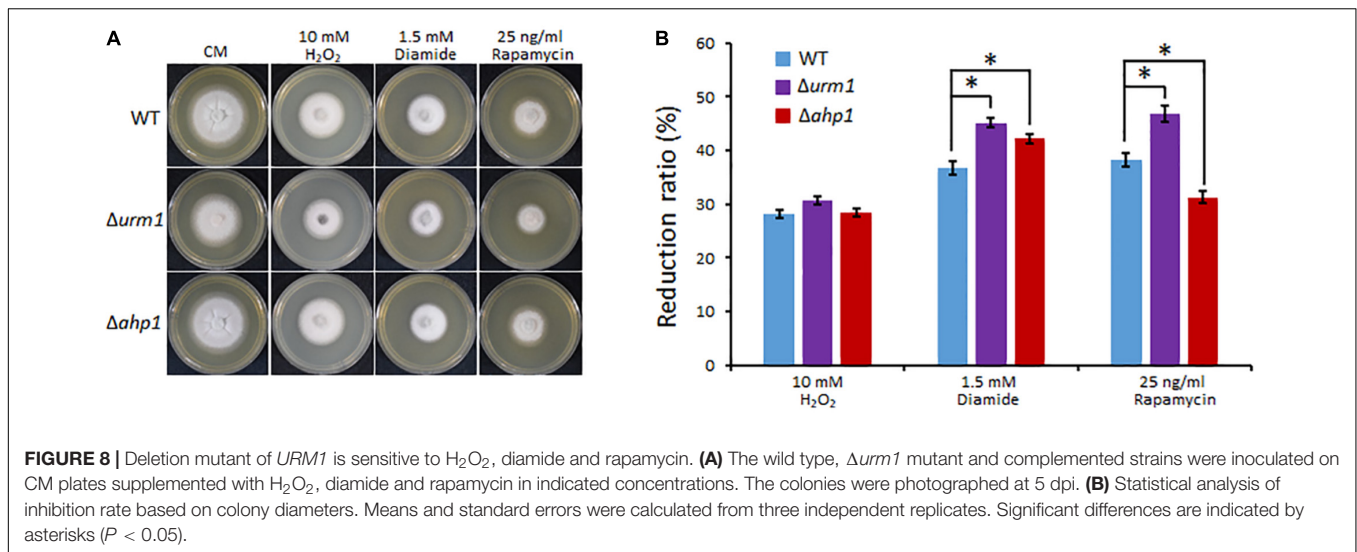 A
CM
10 mM
H₂O₂
1.5 mM
Diamide
25 ng/ml
Rapamycin
WT
Δurm1
Δahp1
B
Reduction ratio (%)
60
50
40
30
20
10
0
WT
Δurm1
Δahp1
*
*
*
*
10 mM
H₂O₂
1.5 mM
Diamide
25 ng/ml
Rapamycin
FIGURE 8 | Deletion mutant of URM1 is sensitive to H₂O₂, diamide and rapamycin. (A) The wild type, Δurm1 mutant and complemented strains were inoculated on
CM plates supplemented with H₂O₂, diamide and rapamycin in indicated concentrations. The colonies were photographed at 5 dpi. (B) Statistical analysis of
inhibition rate based on colony diameters. Means and standard errors were calculated from three independent replicates. Significant differences are indicated by
asterisks (P < 0.05).